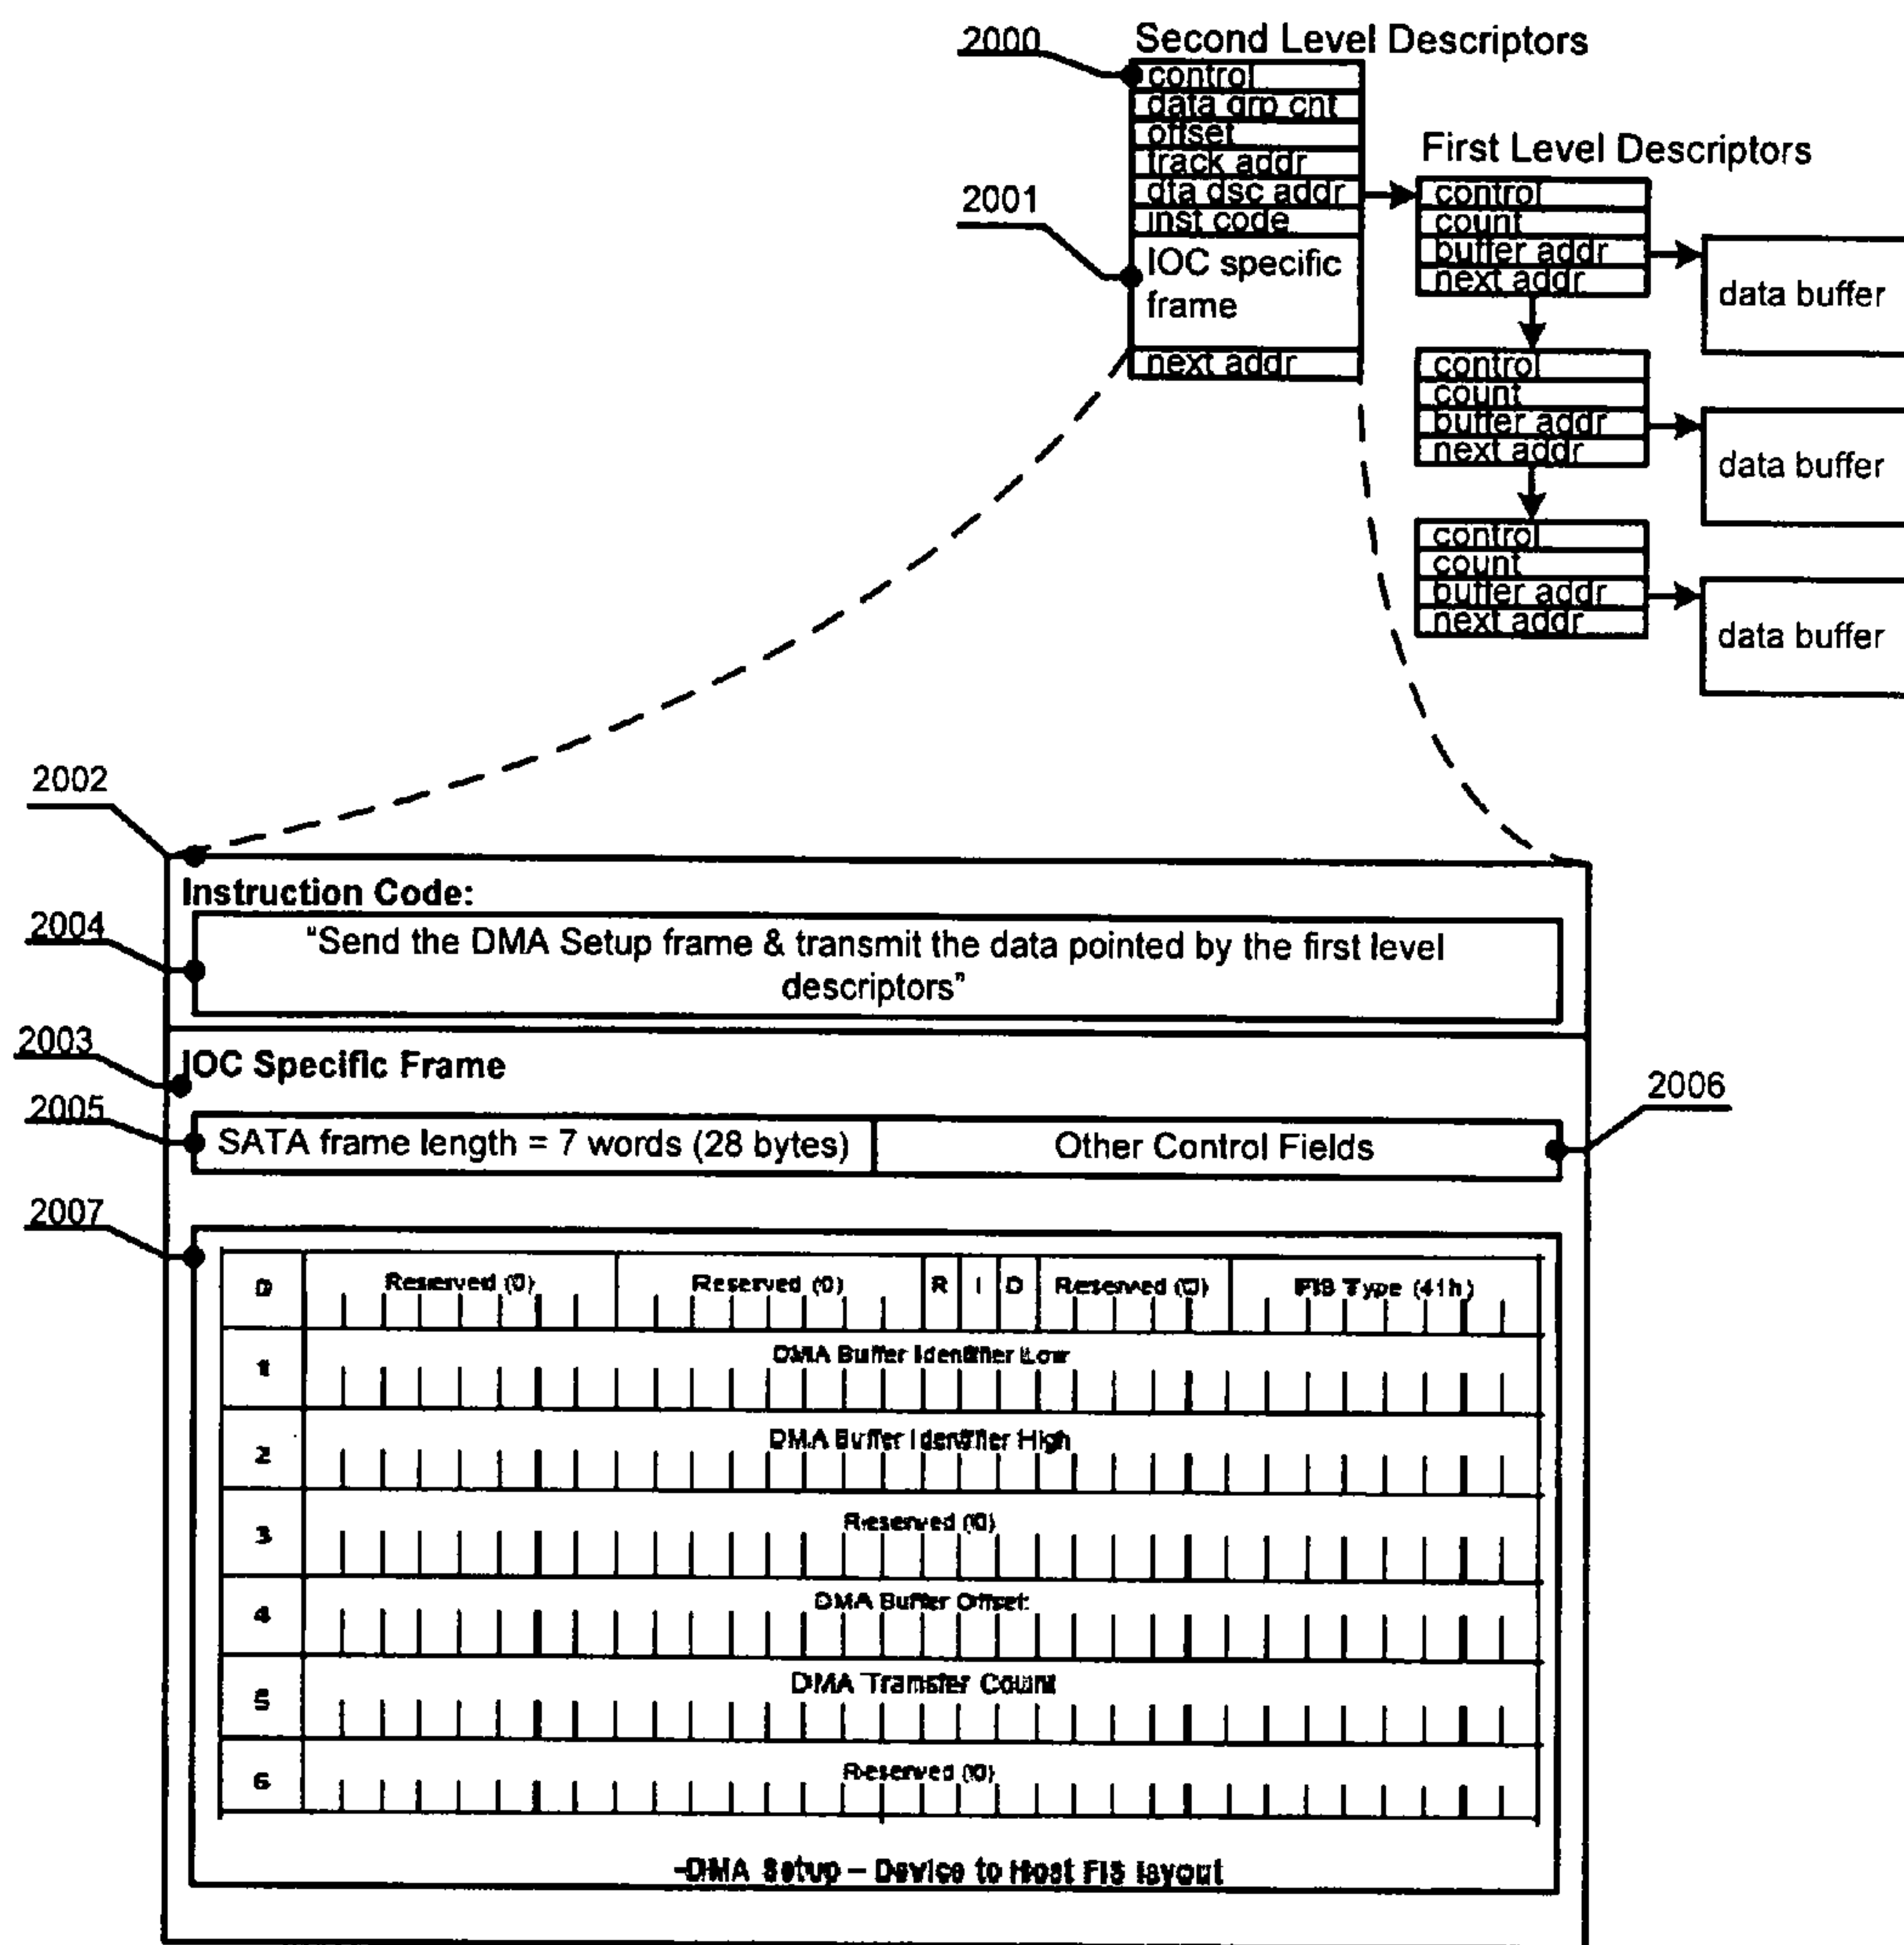 2000
Second Level Descriptors
control
data grp cnt
offset
track addr
dta dsc addr
inst code
2001
IOC specific
frame
next addr
First Level Descriptors
control
count
buffer addr
next addr
data buffer
control
count
buffer addr
next addr
data buffer
control
count
buffer addr
next addr
data buffer
2002
Instruction Code:
2004
"Send the DMA Setup frame & transmit the data pointed by the first level
descriptors"
2003
IOC Specific Frame
2006
2005
SATA frame length = 7 words (28 bytes)
Other Control Fields
2007
0 Reserved (0) Reserved (0) R I D Reserved (0) FIS Type (41h)
1 DMA Buffer Identifier Low
2 DMA Buffer Identifier High
3 Reserved (0)
4 DMA Buffer Offset
5 DMA Transfer Count
6 Reserved (0)
-DMA Setup – Device to Host FIS layout